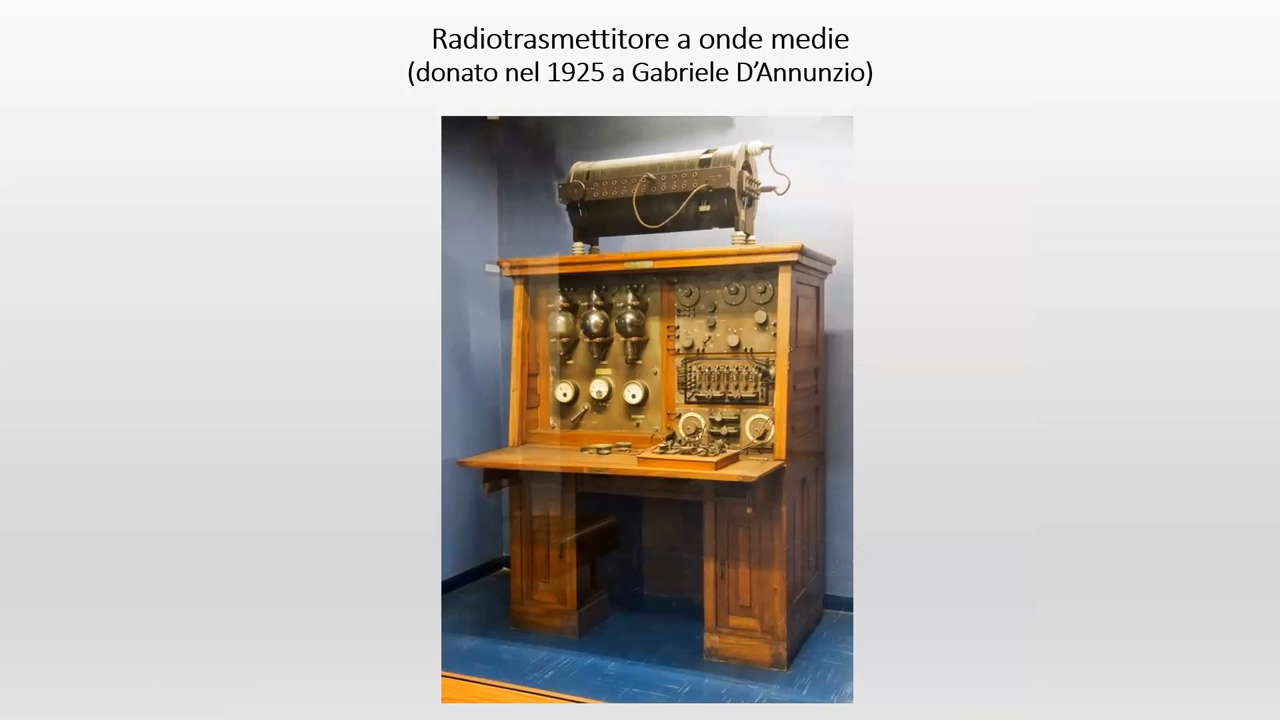 Radiotrasmettitore a onde medie
(donato nel 1925 a Gabriele D’Annunzio)